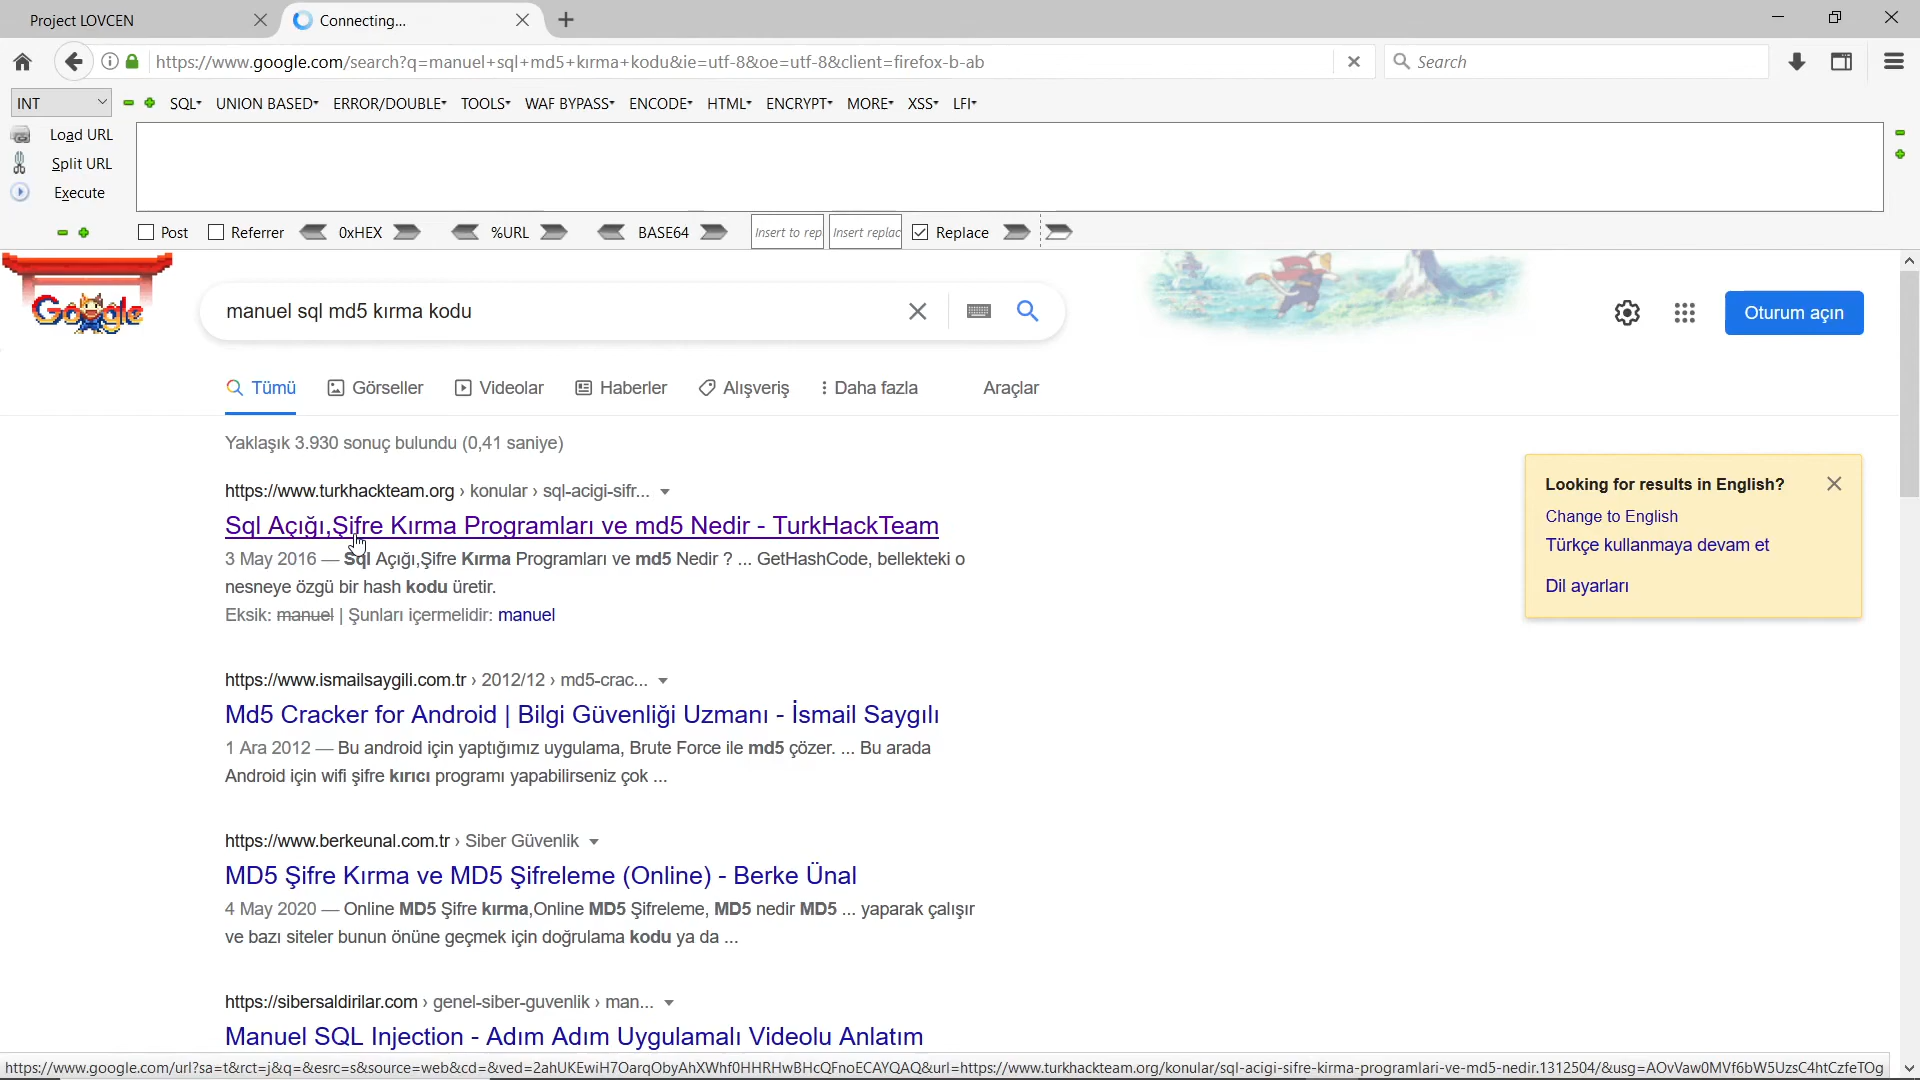 Project LOVCEN
Connecting...
https://www.google.com/search?q=manuel+sql+md5+kırma+kodu&ie=utf-8&oe=utf-8&client=firefox-b-ab
Search
INT
SQL UNION BASED ERROR/DOUBLE TOOLS WAF BYPASS ENCODE HTML ENCRYPT MORE XSS LFI
Load URL
Split URL
Execute
Post Referrer 0xHEX %URL BASE64 Insert to rep Insert replac Replace
Google
manuel sql md5 kırma kodu
Oturum açın
Tümü Görseller Videolar Haberler Alışveriş Daha fazla Araçlar
Yaklaşık 3.930 sonuç bulundu (0,41 saniye)
https://www.turkhackteam.org › konular › sql-acigi-sifr...
Sql Açığı,Şifre Kırma Programları ve md5 Nedir - TurkHackTeam
3 May 2016 — Sql Açığı,Şifre Kırma Programları ve md5 Nedir ? ... GetHashCode, bellekteki o
nesneye özgü bir hash kodu üretir.
Eksik: manuel | Şunları içermelidir: manuel
https://www.ismailsaygili.com.tr › 2012/12 › md5-crac...
Md5 Cracker for Android | Bilgi Güvenliği Uzmanı - İsmail Saygılı
1 Ara 2012 — Bu android için yaptığımız uygulama, Brute Force ile md5 çözer. ... Bu arada
Android için wifi şifre kırıcı programı yapabilirseniz çok ...
https://www.berkeunal.com.tr › Siber Güvenlik
MD5 Şifre Kırma ve MD5 Şifreleme (Online) - Berke Ünal
4 May 2020 — Online MD5 Şifre kırma,Online MD5 Şifreleme, MD5 nedir MD5 ... yaparak çalışır
ve bazı siteler bunun önüne geçmek için doğrulama kodu ya da ...
https://sibersaldirilar.com › genel-siber-guvenlik › man...
Manuel SQL Injection - Adım Adım Uygulamalı Videolu Anlatım
Looking for results in English?
Change to English
Türkçe kullanmaya devam et
Dil ayarları
https://www.google.com/url?sa=t&rct=j&q=&esrc=s&source=web&cd=&ved=2ahUKEwiH7OarqObyAhXWhf0HHRHwBHcQFnoECAYQAQ&url=https://www.turkhackteam.org/konular/sql-acigi-sifre-kirma-programlari-ve-md5-nedir.1312504/&usg=AOvVaw0MVf6bW5UzsC4htCzfeTOg